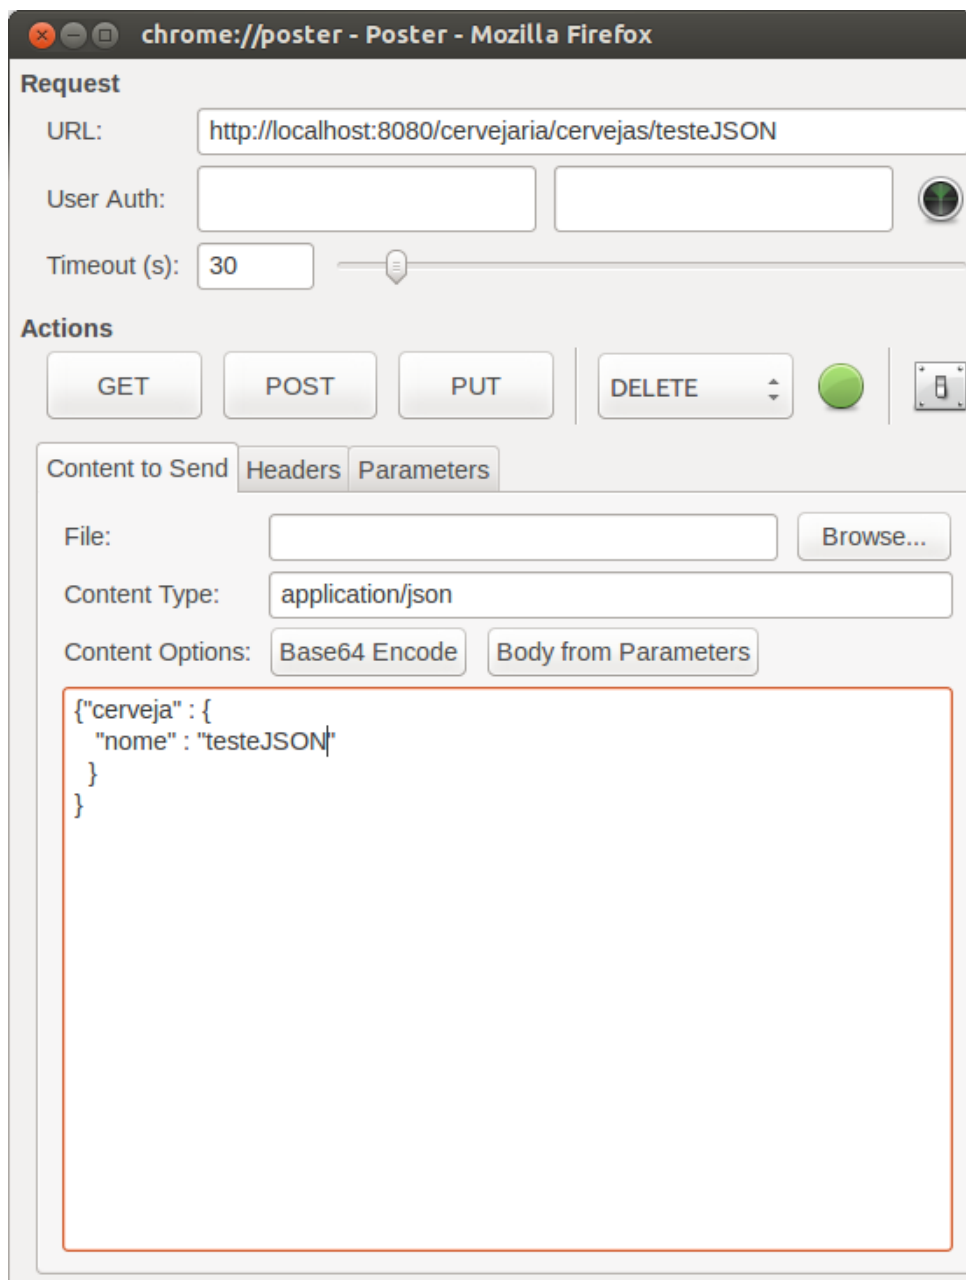 chrome://poster - Poster - Mozilla Firefox
Request
URL: http://localhost:8080/cervejaria/cervejas/testeJSON
User Auth:
Timeout (s): 30
Actions
GET POST PUT DELETE
Content to Send Headers Parameters
File: Browse...
Content Type: application/json
Content Options: Base64 Encode Body from Parameters
{"cerveja" : {
"nome" : "testeJSON"
}
}